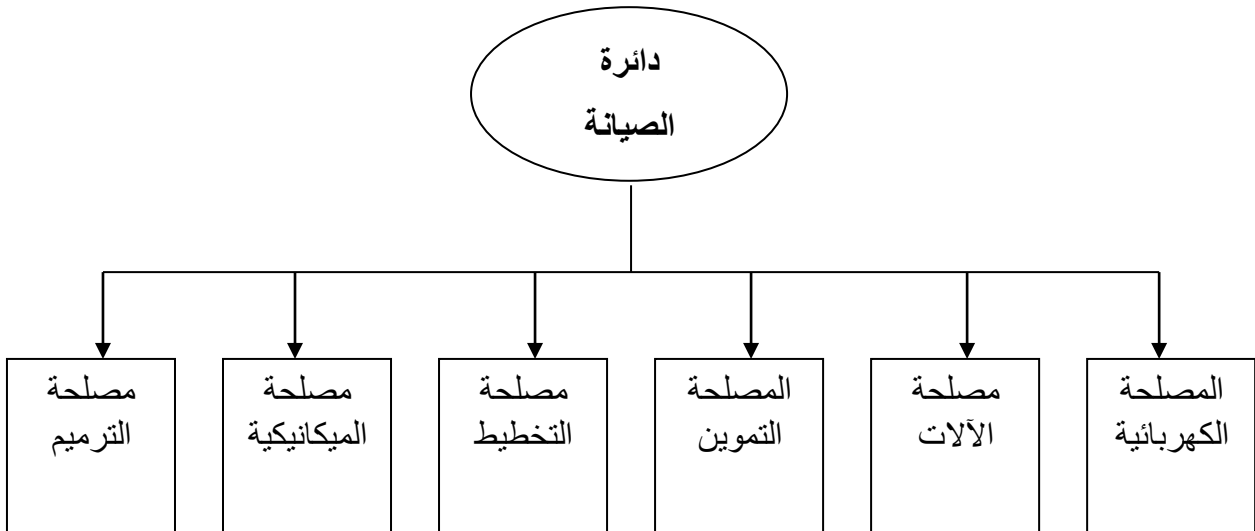 دائرة
الصيانة
المصلحة
الكهربائية
مصلحة
الآلات
المصلحة
التموين
مصلحة
التخطيط
مصلحة
الميكانيكية
مصلحة
الترميم